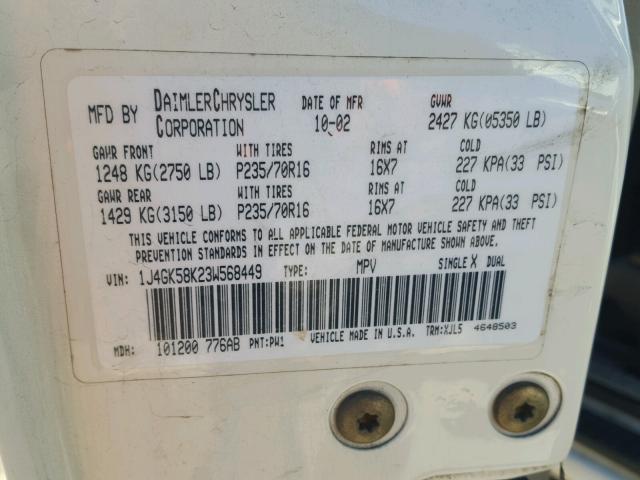 MFD BY DAIMLERCHRYSLER CORPORATION DATE OF MFR 10-02 GVWR 2427 KG(05350 LB)
GAWR FRONT WITH TIRES RIMS AT COLD
1248 KG(2750 LB) P235/70R16 16X7 227 KPA(33 PSI)
GAWR REAR WITH TIRES RIMS AT COLD
1429 KG(3150 LB) P235/70R16 16X7 227 KPA(33 PSI)
THIS VEHICLE CONFORMS TO ALL APPLICABLE FEDERAL MOTOR VEHICLE SAFETY AND THEFT
PREVENTION STANDARDS IN EFFECT ON THE DATE OF MANUFACTURE SHOWN ABOVE.
VIN: 1J4GK58K23W568449 TYPE: MPV SINGLE X DUAL
MDH: 101200 776AB PNT:PW1 VEHICLE MADE IN U.S.A. TRM:XJL5 4648503